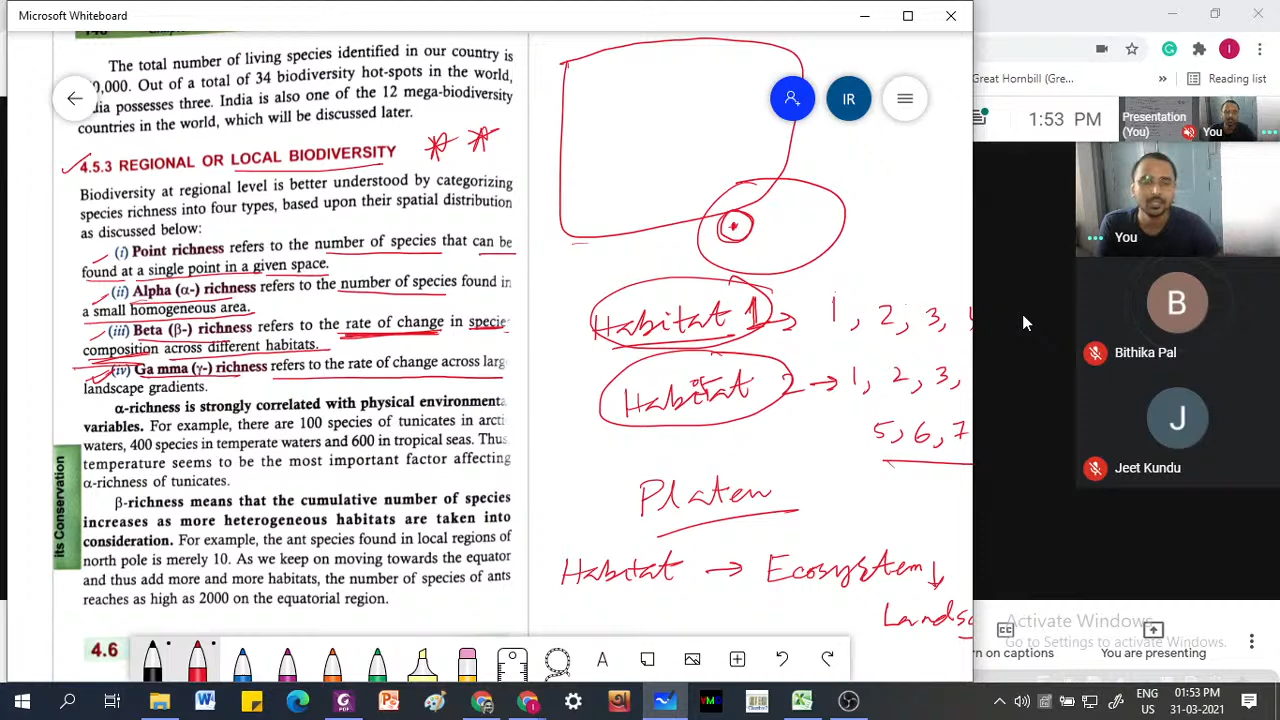 Microsoft Whiteboard
The total number of living species identified in our country is
0,000. Out of a total of 34 biodiversity hot-spots in the world,
dia possesses three. India is also one of the 12 mega-biodiversity
countries in the world, which will be discussed later.
4.5.3 REGIONAL OR LOCAL BIODIVERSITY
Biodiversity at regional level is better understood by categorizing
species richness into four types, based upon their spatial distribution
as discussed below:
(i) Point richness refers to the number of species that can be
found at a single point in a given space.
(ii) Alpha (α-) richness refers to the number of species found in
a small homogeneous area.
(iii) Beta (β-) richness refers to the rate of change in specie
composition across different habitats.
(iv) Ga mma (γ-) richness refers to the rate of change across larg
landscape gradients.
α-richness is strongly correlated with physical environmenta
variables. For example, there are 100 species of tunicates in arcti
waters, 400 species in temperate waters and 600 in tropical seas. Thus
temperature seems to be the most important factor affecting
α-richness of tunicates.
β-richness means that the cumulative number of species
increases as more heterogeneous habitats are taken into
consideration. For example, the ant species found in local regions of
north pole is merely 10. As we keep on moving towards the equator
and thus add more and more habitats, the number of species of ants
reaches as high as 2000 on the equatorial region.
4.6
its Conservation
IR
Habitat 1 → 1, 2, 3, 4
Habitat 2 → 1, 2, 3,
5, 6, 7
Platen
Habitat → Ecosystem ↓
Landsc
I
Great Hornbill (Gre...
»
Reading list
1:53 PM
Presentation
(You)
You
You
B
Bithika Pal
J
Jeet Kundu
Activate Windows
Go to Settings to activate Windows.
rn on captions
You are presenting
A
ENG
US
01:53 PM
31-03-2021